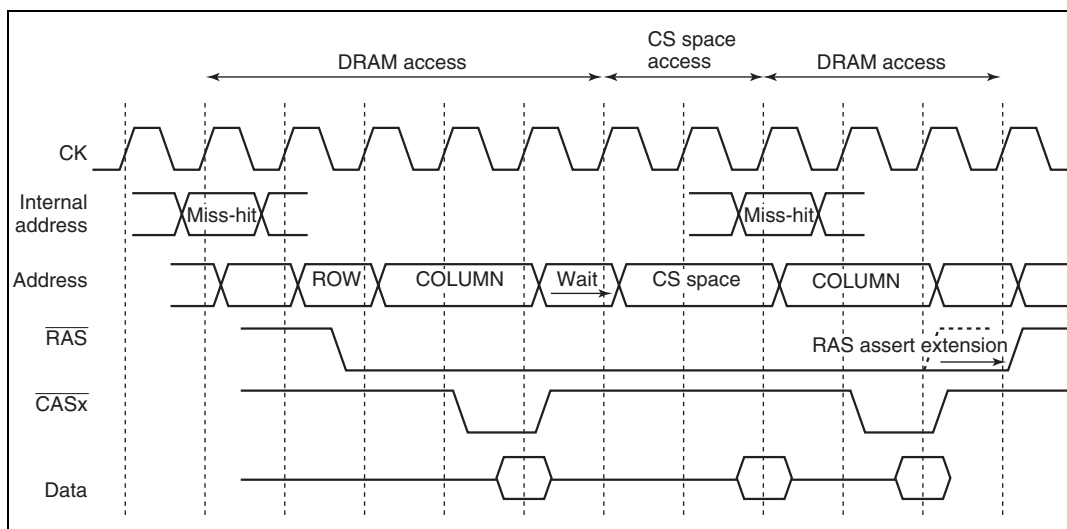 DRAM access
CS space
access
DRAM access
CK
Internal
address
Miss-hit
Miss-hit
Address
ROW
COLUMN
Wait
CS space
COLUMN
RAS
RAS assert extension
CASx
Data